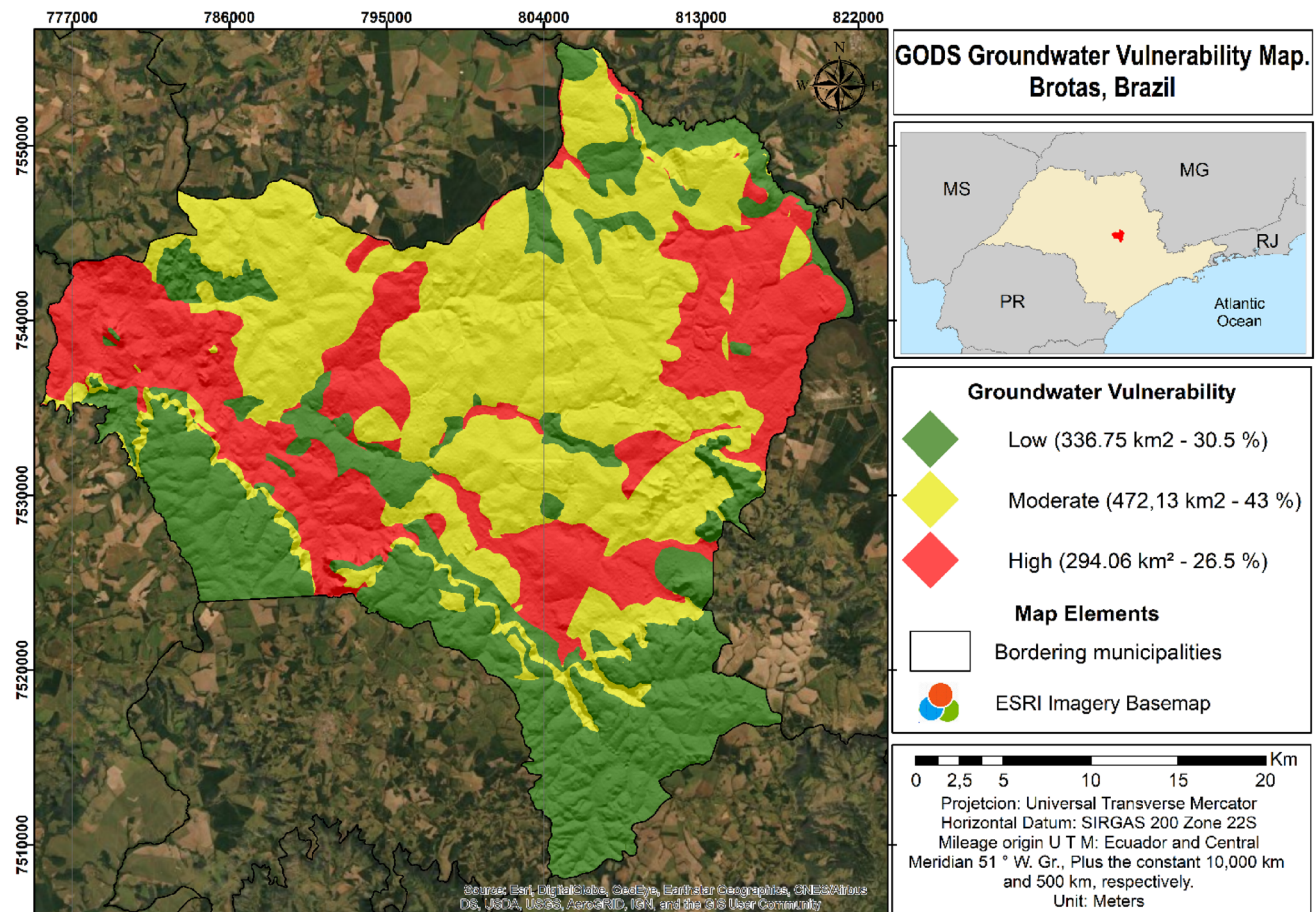 777000 786000 795000 804000 813000 822000
7550000
7540000
7530000
7520000
7510000
N
W E
S
Source: Esri, DigitalGlobe, GeoEye, Earthstar Geographics, CNES/Airbus
DS, USDA, USGS, AeroGRID, IGN, and the GIS User Community
GODS Groundwater Vulnerability Map.
Brotas, Brazil
MS
MG
RJ
PR
Atlantic
Ocean
Groundwater Vulnerability
Low (336.75 km2 - 30.5 %)
Moderate (472,13 km2 - 43 %)
High (294.06 km² - 26.5 %)
Map Elements
Bordering municipalities
ESRI Imagery Basemap
Km
0 2,5 5 10 15 20
Projetcion: Universal Transverse Mercator
Horizontal Datum: SIRGAS 200 Zone 22S
Mileage origin U T M: Ecuador and Central
Meridian 51 ° W. Gr., Plus the constant 10,000 km
and 500 km, respectively.
Unit: Meters